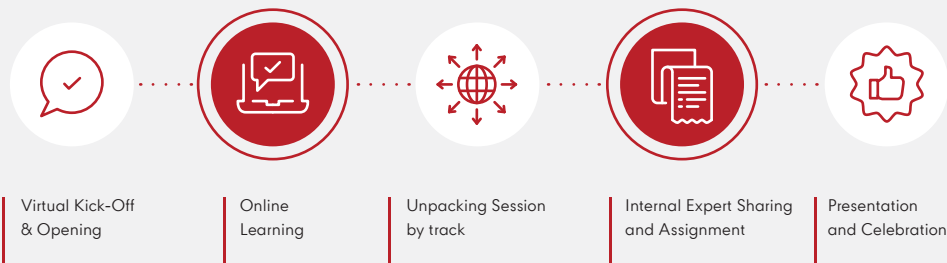 Virtual Kick-Off
& Opening
Online
Learning
Unpacking Session
by track
Internal Expert Sharing
and Assignment
Presentation
and Celebration